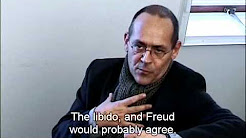 The libido, and Freud
would probably agree,